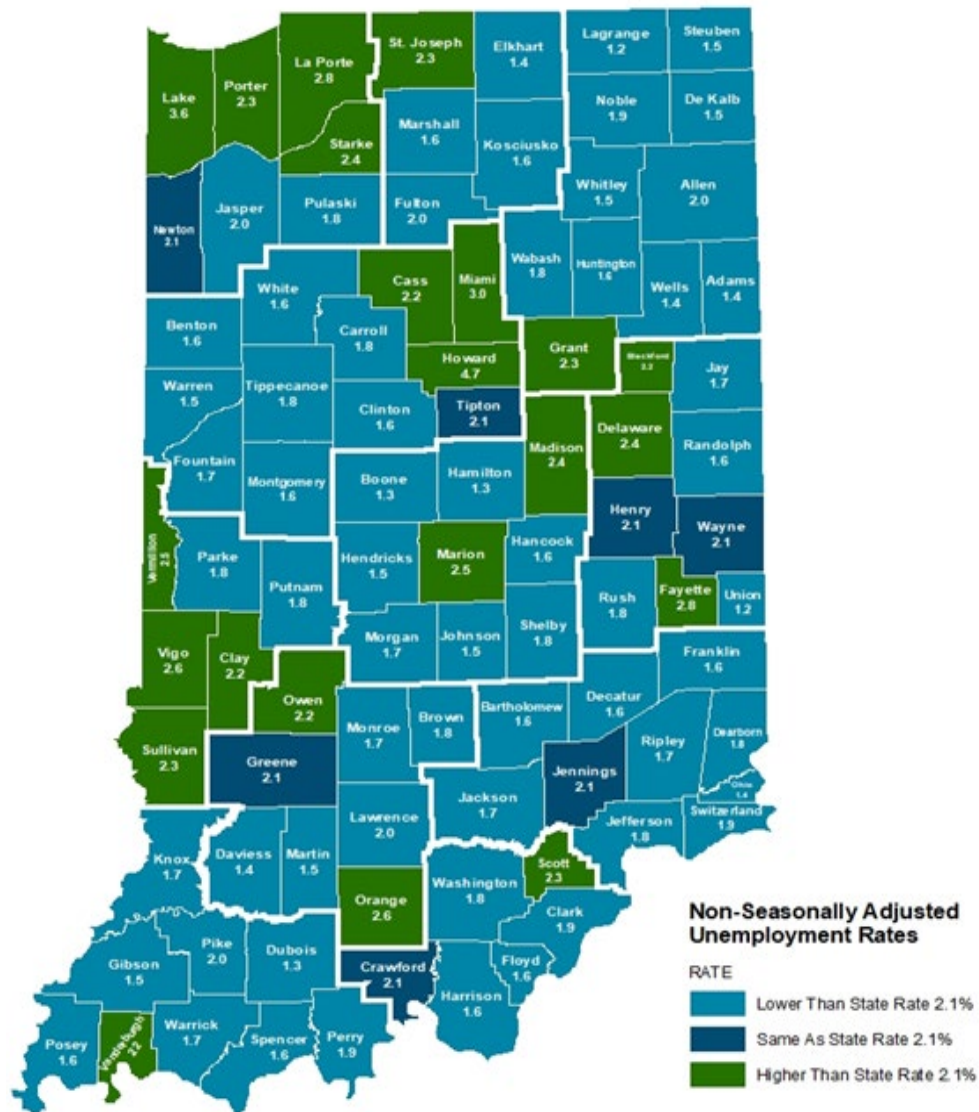 St. Joseph
2.3
Elkhart
1.4
Lagrange
1.2
Steuben
1.5
La Porte
2.8
Porter
2.3
Lake
3.6
Noble
1.9
De Kalb
1.5
Marshall
1.6
Kosciusko
1.6
Starke
2.4
Whitley
1.5
Allen
2.0
Newton
2.1
Jasper
2.0
Pulaski
1.8
Fulton
2.0
Wabash
1.8
Huntington
1.6
Wells
1.4
Adams
1.4
White
1.6
Cass
2.2
Miami
3.0
Benton
1.6
Carroll
1.8
Howard
4.7
Grant
2.3
Blackford
2.2
Jay
1.7
Warren
1.5
Tippecanoe
1.8
Clinton
1.6
Tipton
2.1
Madison
2.4
Delaware
2.4
Randolph
1.6
Fountain
1.7
Montgomery
1.6
Boone
1.3
Hamilton
1.3
Henry
2.1
Wayne
2.1
Vermillion
2.5
Parke
1.8
Putnam
1.8
Hendricks
1.5
Marion
2.5
Hancock
1.6
Rush
1.8
Fayette
2.8
Union
1.2
Vigo
2.6
Clay
2.2
Morgan
1.7
Johnson
1.5
Shelby
1.8
Franklin
1.6
Owen
2.2
Monroe
1.7
Brown
1.8
Bartholomew
1.6
Decatur
1.6
Ripley
1.7
Dearborn
1.8
Sullivan
2.3
Greene
2.1
Jennings
2.1
Ohio
1.4
Lawrence
2.0
Jackson
1.7
Jefferson
1.8
Switzerland
1.9
Knox
1.7
Daviess
1.4
Martin
1.5
Orange
2.6
Washington
1.8
Scott
2.3
Clark
1.9
Gibson
1.5
Pike
2.0
Dubois
1.3
Crawford
2.1
Floyd
1.6
Harrison
1.6
Posey
1.6
Vanderburgh
2.2
Warrick
1.7
Spencer
1.6
Perry
1.9
Non-Seasonally Adjusted
Unemployment Rates
RATE
Lower Than State Rate 2.1%
Same As State Rate 2.1%
Higher Than State Rate 2.1%